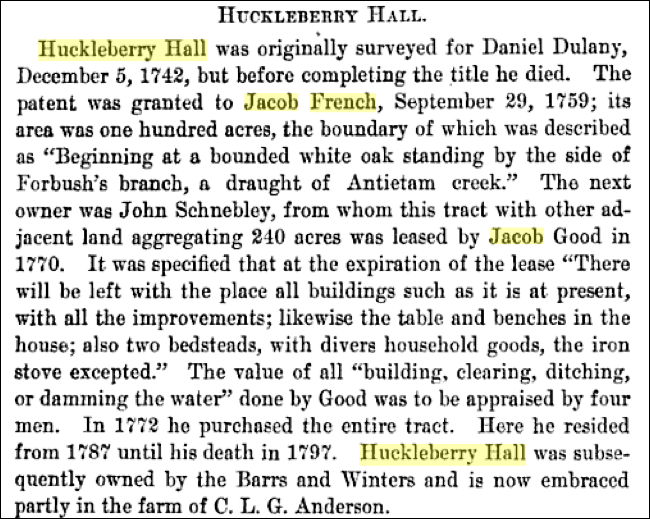 HUCKLEBERRY HALL.
Huckleberry Hall was originally surveyed for Daniel Dulany,
December 5, 1742, but before completing the title he died. The
patent was granted to Jacob French, September 29, 1759; its
area was one hundred acres, the boundary of which was described
as “Beginning at a bounded white oak standing by the side of
Forbush’s branch, a draught of Antietam creek.” The next
owner was John Schnebley, from whom this tract with other ad-
jacent land aggregating 240 acres was leased by Jacob Good in
1770. It was specified that at the expiration of the lease “There
will be left with the place all buildings such as it is at present,
with all the improvements; likewise the table and benches in the
house; also two bedsteads, with divers household goods, the iron
stove excepted.” The value of all “building, clearing, ditching,
or damming the water” done by Good was to be appraised by four
men. In 1772 he purchased the entire tract. Here he resided
from 1787 until his death in 1797. Huckleberry Hall was subse-
quently owned by the Barrs and Winters and is now embraced
partly in the farm of C. L. G. Anderson.